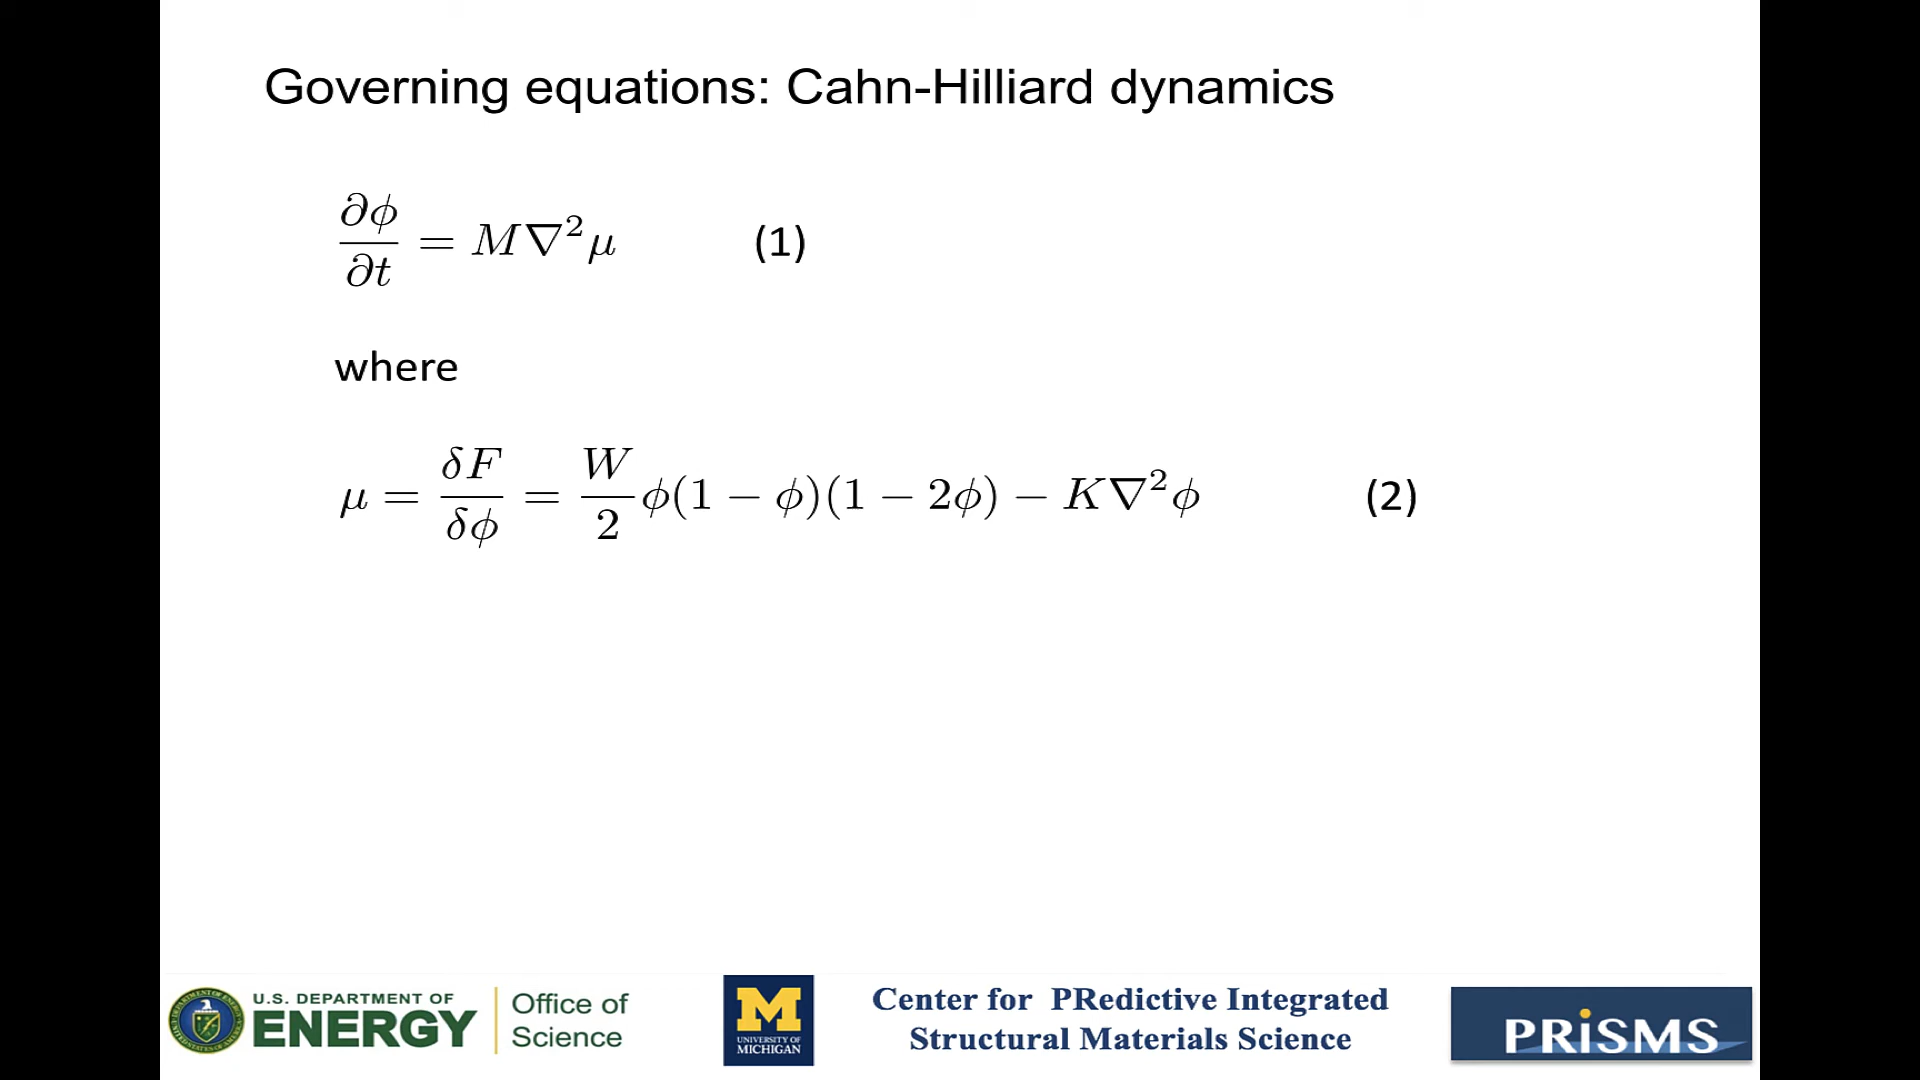 Governing equations: Cahn-Hilliard dynamics
∂ϕ/∂t = M∇²μ (1)
where
μ = δF/δϕ = W/2 ϕ(1 − ϕ)(1 − 2ϕ) − K∇²ϕ (2)
U.S. DEPARTMENT OF
ENERGY
Office of
Science
M
UNIVERSITY OF
MICHIGAN
Center for PRedictive Integrated
Structural Materials Science
PRiSMS